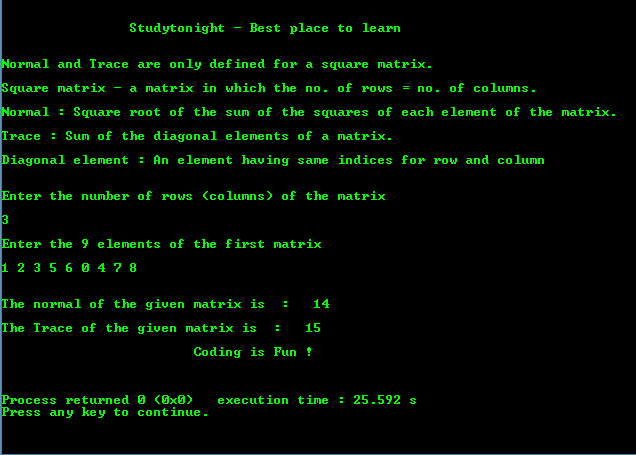 Studytonight - Best place to learn
Normal and Trace are only defined for a square matrix.
Square matrix - a matrix in which the no. of rows = no. of columns.
Normal : Square root of the sum of the squares of each element of the matrix.
Trace : Sum of the diagonal elements of a matrix.
Diagonal element : An element having same indices for row and column
Enter the number of rows (columns) of the matrix
3
Enter the 9 elements of the first matrix
1 2 3 5 6 0 4 7 8
The normal of the given matrix is  :   14
The Trace of the given matrix is  :   15
Coding is Fun !
Process returned 0 (0x0)   execution time : 25.592 s
Press any key to continue.